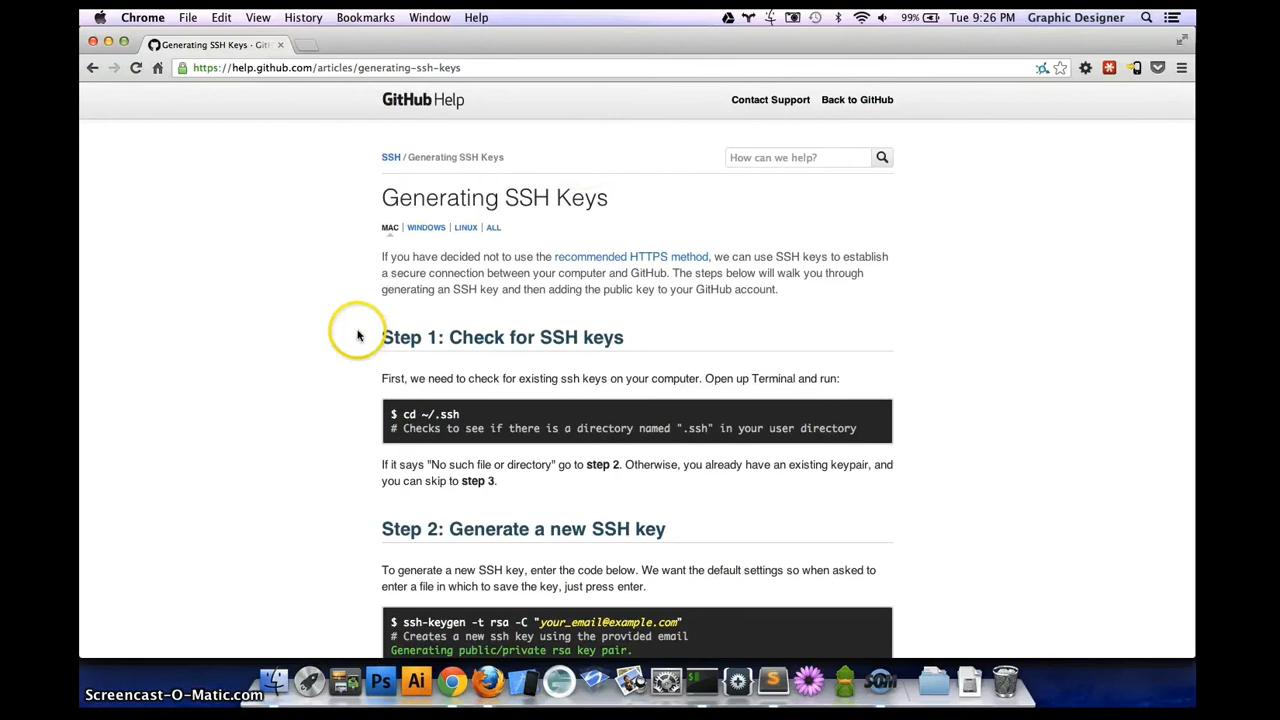 Chrome File Edit View History Bookmarks Window Help 99% Tue 9:26 PM Graphic Designer
Generating SSH Keys · GitH
https://help.github.com/articles/generating-ssh-keys
GitHub Help Contact Support Back to GitHub
SSH / Generating SSH Keys How can we help?
Generating SSH Keys
MAC | WINDOWS | LINUX | ALL
If you have decided not to use the recommended HTTPS method, we can use SSH keys to establish
a secure connection between your computer and GitHub. The steps below will walk you through
generating an SSH key and then adding the public key to your GitHub account.
Step 1: Check for SSH keys
First, we need to check for existing ssh keys on your computer. Open up Terminal and run:
$ cd ~/.ssh
# Checks to see if there is a directory named ".ssh" in your user directory
If it says "No such file or directory" go to step 2. Otherwise, you already have an existing keypair, and
you can skip to step 3.
Step 2: Generate a new SSH key
To generate a new SSH key, enter the code below. We want the default settings so when asked to
enter a file in which to save the key, just press enter.
$ ssh-keygen -t rsa -C "your_email@example.com"
# Creates a new ssh key using the provided email
Generating public/private rsa key pair.
Ps Ai SOM
Screencast-O-Matic.com